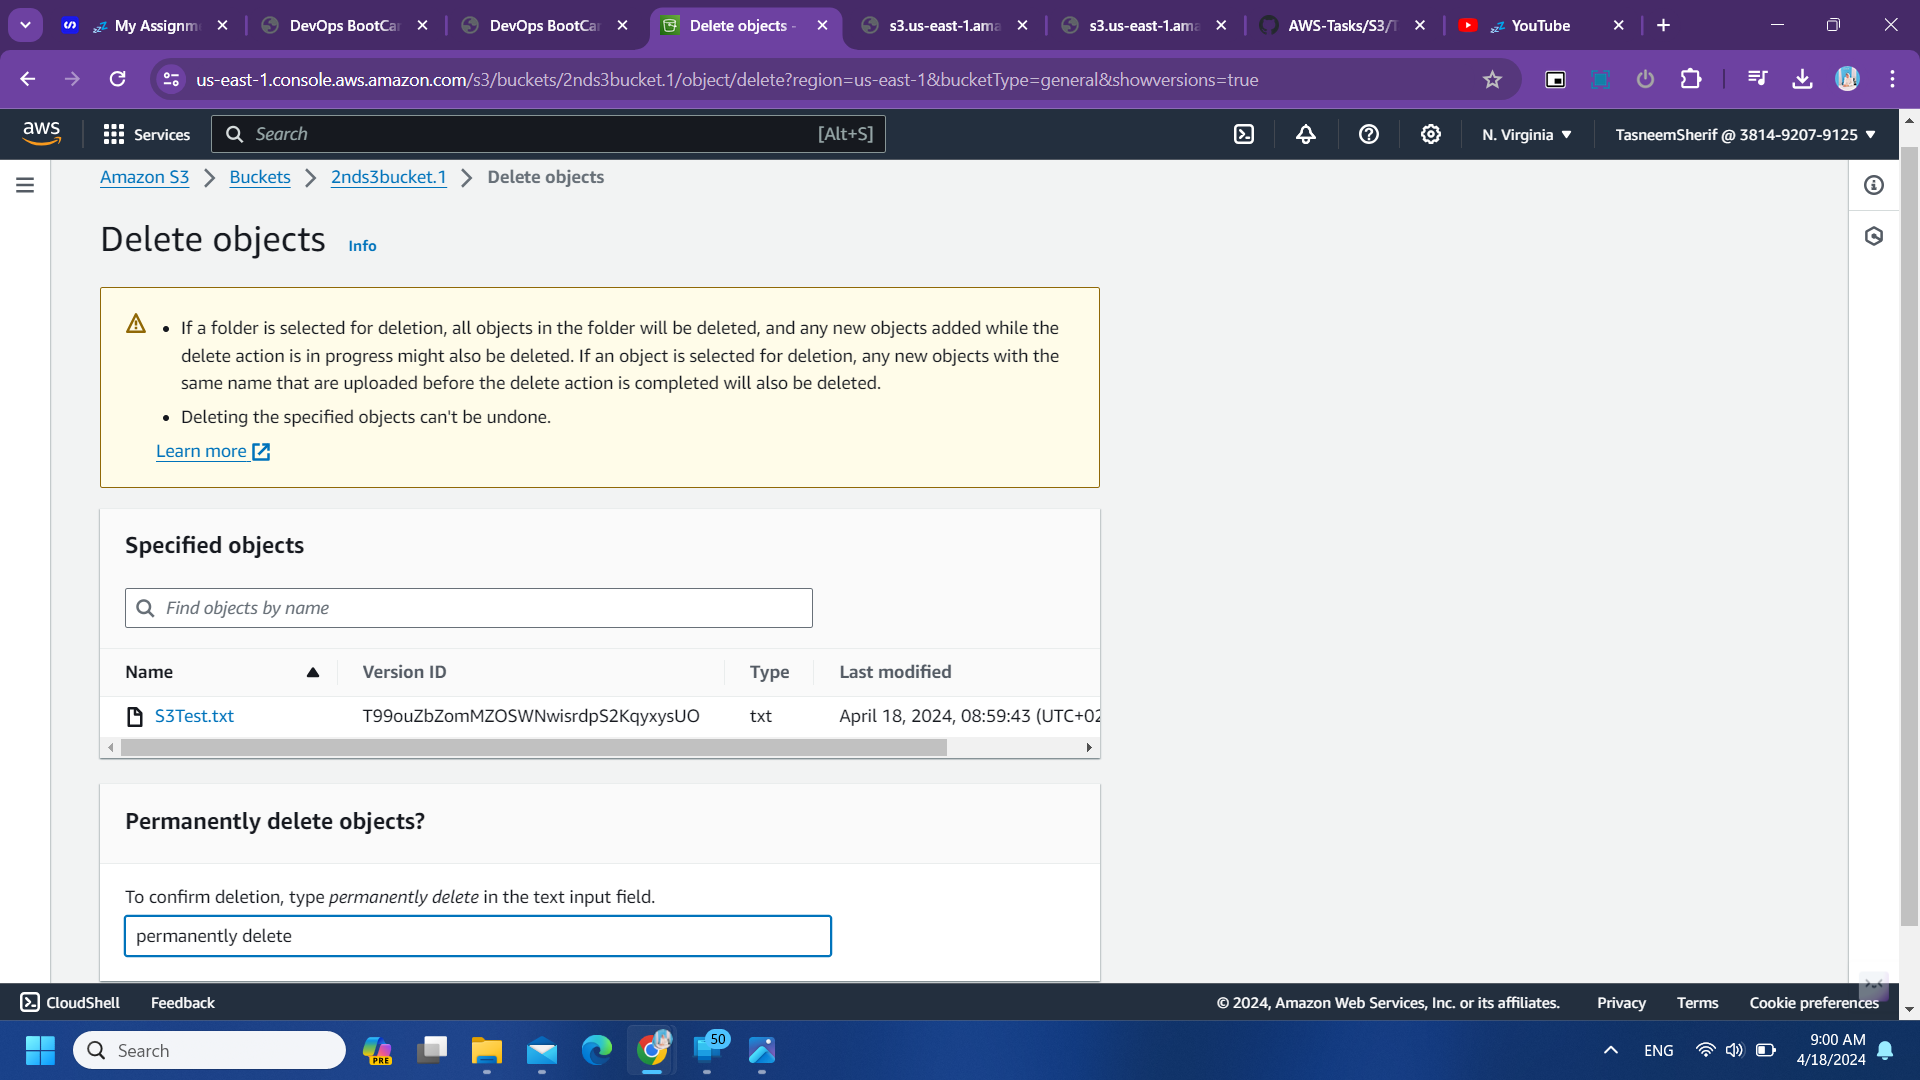 My Assignm
DevOps BootCa
DevOps BootCa
Delete objects -
s3.us-east-1.ama
s3.us-east-1.ama
AWS-Tasks/S3/T
YouTube
us-east-1.console.aws.amazon.com/s3/buckets/2nds3bucket.1/object/delete?region=us-east-1&bucketType=general&showversions=true
aws
Services
Search
[Alt+S]
N. Virginia
TasneemSherif @ 3814-9207-9125
Amazon S3
Buckets
2nds3bucket.1
Delete objects
Delete objects
Info
If a folder is selected for deletion, all objects in the folder will be deleted, and any new objects added while the
delete action is in progress might also be deleted. If an object is selected for deletion, any new objects with the
same name that are uploaded before the delete action is completed will also be deleted.
Deleting the specified objects can't be undone.
Learn more
Specified objects
Find objects by name
Name
Version ID
Type
Last modified
S3Test.txt
T99ouZbZomMZOSWNwisrdpS2KqyxysUO
txt
April 18, 2024, 08:59:43 (UTC+02
Permanently delete objects?
To confirm deletion, type permanently delete in the text input field.
permanently delete
CloudShell
Feedback
© 2024, Amazon Web Services, Inc. or its affiliates.
Privacy
Terms
Cookie preferences
Search
PRE
50
ENG
9:00 AM
4/18/2024